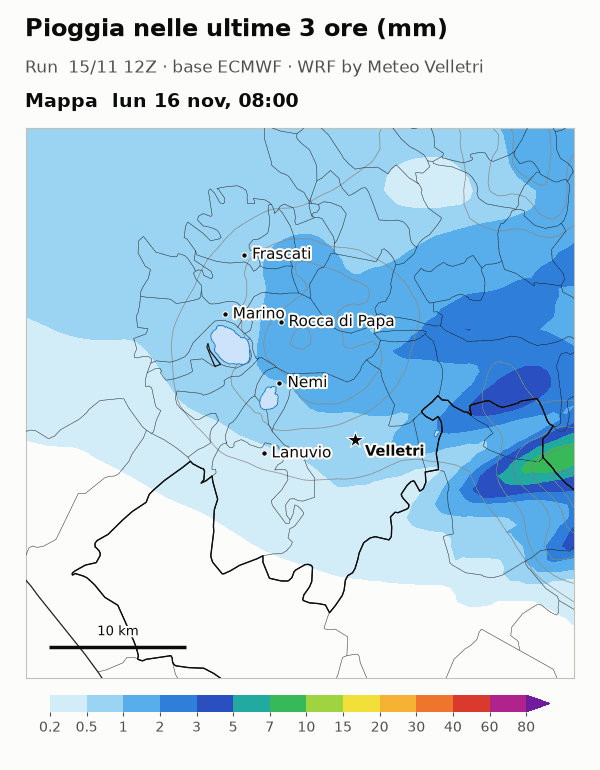 Pioggia nelle ultime 3 ore (mm)
Run  15/11 12Z · base ECMWF · WRF by Meteo Velletri
Mappa  lun 16 nov, 08:00
Frascati
Marino
Rocca di Papa
Nemi
Velletri
Lanuvio
10 km
0.2 0.5 1 2 3 5 7 10 15 20 30 40 60 80